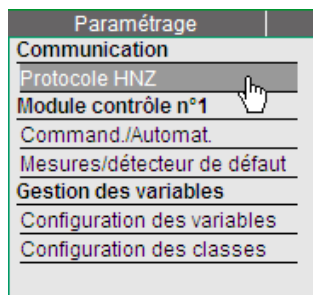 Paramétrage
Communication
Protocole HNZ
Module contrôle n°1
Command./Automat.
Mesures/détecteur de défaut
Gestion des variables
Configuration des variables
Configuration des classes